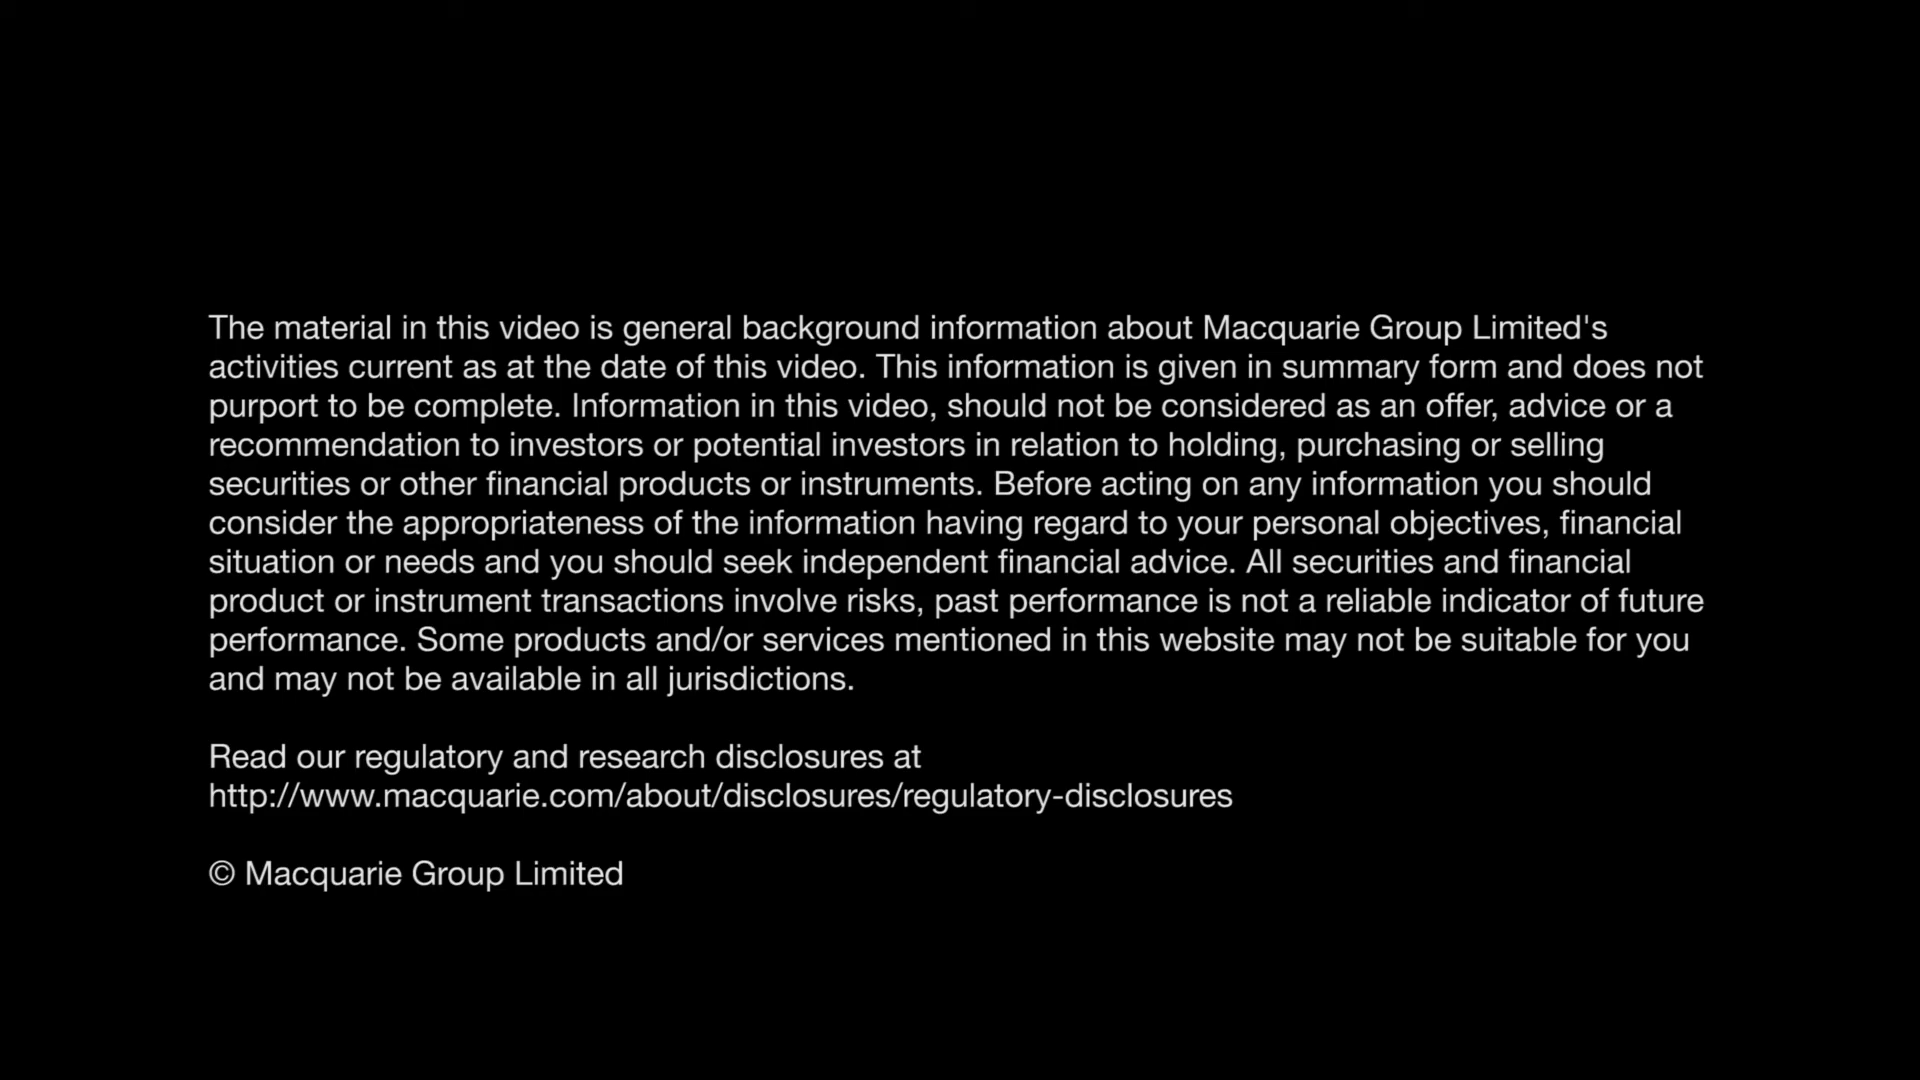 The material in this video is general background information about Macquarie Group Limited's
activities current as at the date of this video. This information is given in summary form and does not
purport to be complete. Information in this video, should not be considered as an offer, advice or a
recommendation to investors or potential investors in relation to holding, purchasing or selling
securities or other financial products or instruments. Before acting on any information you should
consider the appropriateness of the information having regard to your personal objectives, financial
situation or needs and you should seek independent financial advice. All securities and financial
product or instrument transactions involve risks, past performance is not a reliable indicator of future
performance. Some products and/or services mentioned in this website may not be suitable for you
and may not be available in all jurisdictions.
Read our regulatory and research disclosures at
http://www.macquarie.com/about/disclosures/regulatory-disclosures
© Macquarie Group Limited